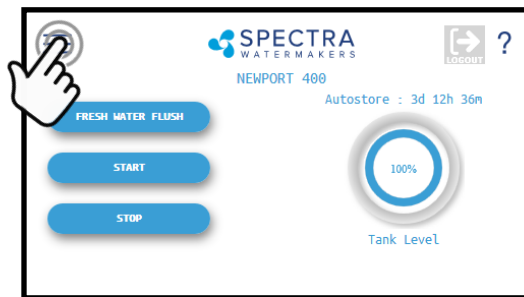 SPECTRA
WATERMAKERS
LOGOUT
?
NEWPORT 400
Autostore : 3d 12h 36m
FRESH WATER FLUSH
START
100%
STOP
Tank Level